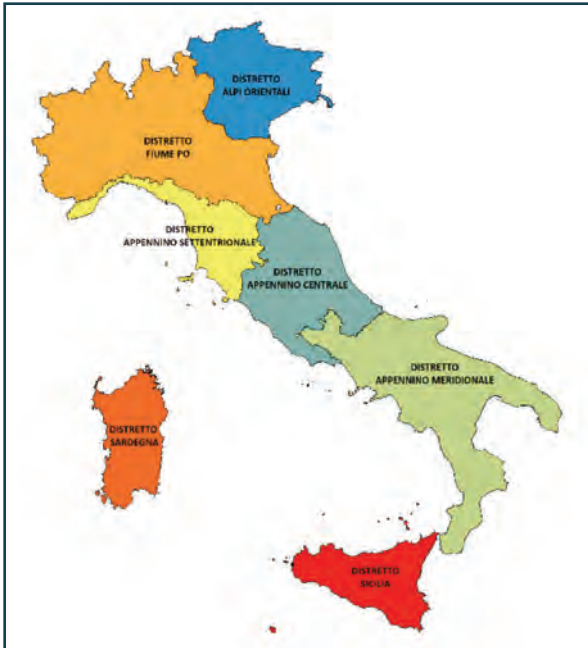 DISTRETTO
ALPI ORIENTALI
DISTRETTO
FIUME PO
DISTRETTO
APPENNINO SETTENTRIONALE
DISTRETTO
APPENNINO CENTRALE
DISTRETTO
APPENNINO MERIDIONALE
DISTRETTO
SARDEGNA
DISTRETTO
SICILIA